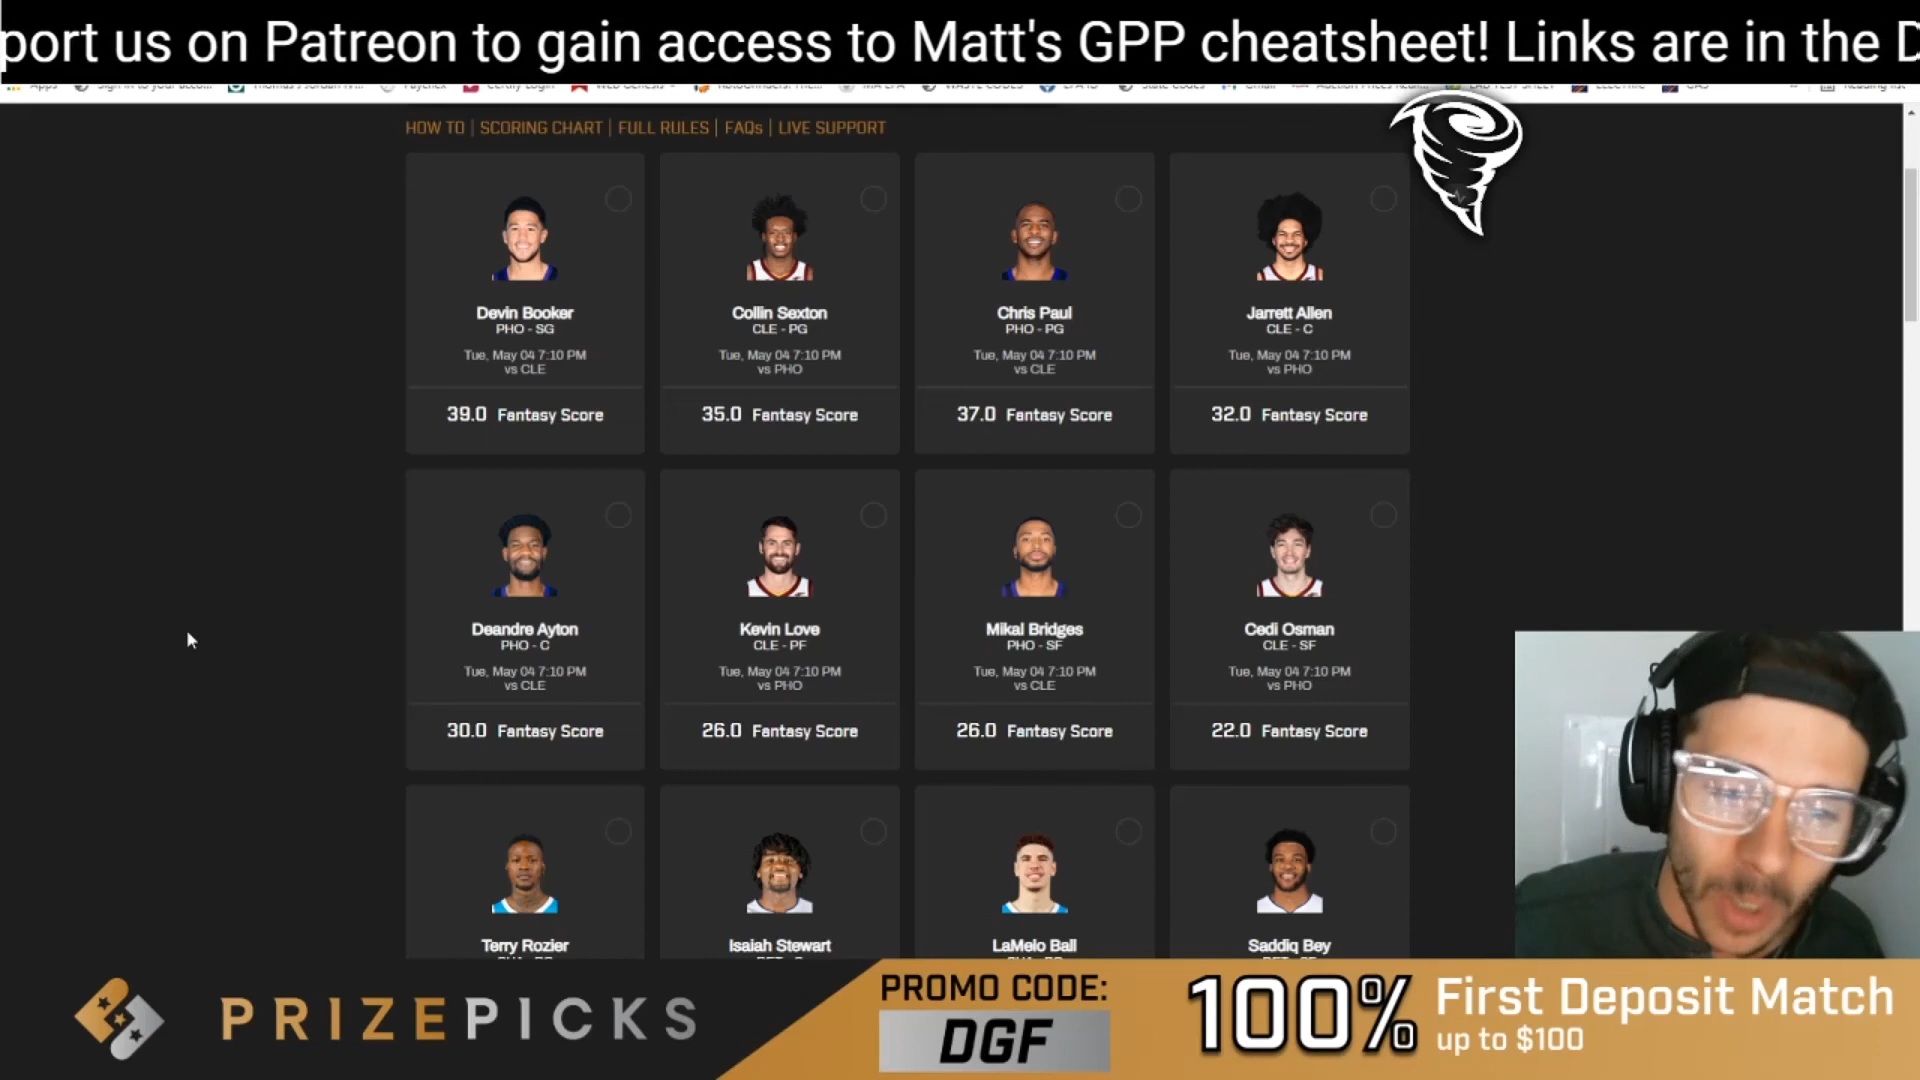 port us on Patreon to gain access to Matt's GPP cheatsheet! Links are in the D
HOW TO | SCORING CHART | FULL RULES | FAQs | LIVE SUPPORT
Devin Booker
PHO - SG
Tue, May 04 7:10 PM
vs CLE
39.0 Fantasy Score
Collin Sexton
CLE - PG
Tue, May 04 7:10 PM
vs PHO
35.0 Fantasy Score
Chris Paul
PHO - PG
Tue, May 04 7:10 PM
vs CLE
37.0 Fantasy Score
Jarrett Allen
CLE - C
Tue, May 04 7:10 PM
vs PHO
32.0 Fantasy Score
Deandre Ayton
PHO - C
Tue, May 04 7:10 PM
vs CLE
30.0 Fantasy Score
Kevin Love
CLE - PF
Tue, May 04 7:10 PM
vs PHO
26.0 Fantasy Score
Mikal Bridges
PHO - SF
Tue, May 04 7:10 PM
vs CLE
26.0 Fantasy Score
Cedi Osman
CLE - SF
Tue, May 04 7:10 PM
vs PHO
22.0 Fantasy Score
Terry Rozier
Isaiah Stewart
LaMelo Ball
Saddiq Bey
PRIZEPICKS
PROMO CODE:
DGF
100%
First Deposit Match
up to $100